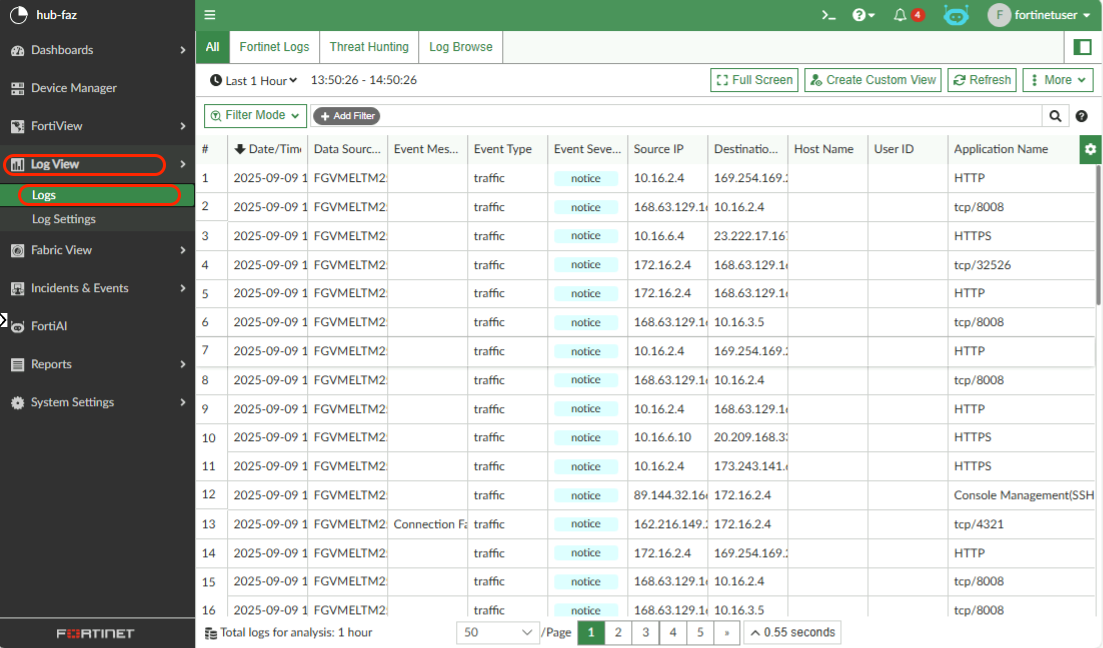 hub-faz
Dashboards
Device Manager
FortiView
Log View
Logs
Log Settings
Fabric View
Incidents & Events
FortiAI
Reports
System Settings
FORTINET
4 F fortinetuser
All Fortinet Logs Threat Hunting Log Browse
Last 1 Hour 13:50:26 - 14:50:26 Full Screen Create Custom View Refresh More
Filter Mode + Add Filter
# Date/Time Data Sourc... Event Mes... Event Type Event Seve... Source IP Destinatio... Host Name User ID Application Name
1 2025-09-09 1 FGVMELTM2 traffic notice 10.16.2.4 169.254.169. HTTP
2 2025-09-09 1 FGVMELTM2 traffic notice 168.63.129.1 10.16.2.4 tcp/8008
3 2025-09-09 1 FGVMELTM2 traffic notice 10.16.6.4 23.222.17.167 HTTPS
4 2025-09-09 1 FGVMELTM2 traffic notice 172.16.2.4 168.63.129.1 tcp/32526
5 2025-09-09 1 FGVMELTM2 traffic notice 172.16.2.4 168.63.129.1 HTTP
6 2025-09-09 1 FGVMELTM2 traffic notice 168.63.129.1 10.16.3.5 tcp/8008
7 2025-09-09 1 FGVMELTM2 traffic notice 10.16.2.4 169.254.169. HTTP
8 2025-09-09 1 FGVMELTM2 traffic notice 168.63.129.1 10.16.2.4 tcp/8008
9 2025-09-09 1 FGVMELTM2 traffic notice 10.16.2.4 168.63.129.1 HTTP
10 2025-09-09 1 FGVMELTM2 traffic notice 10.16.6.10 20.209.168.3 HTTPS
11 2025-09-09 1 FGVMELTM2 traffic notice 10.16.2.4 173.243.141. HTTPS
12 2025-09-09 1 FGVMELTM2 traffic notice 89.144.32.16 172.16.2.4 Console Management(SSH
13 2025-09-09 1 FGVMELTM2 Connection Fa traffic notice 162.216.149. 172.16.2.4 tcp/4321
14 2025-09-09 1 FGVMELTM2 traffic notice 172.16.2.4 169.254.169. HTTP
15 2025-09-09 1 FGVMELTM2 traffic notice 168.63.129.1 10.16.2.4 tcp/8008
16 2025-09-09 1 FGVMELTM2 traffic notice 168.63.129.1 10.16.3.5 tcp/8008
Total logs for analysis: 1 hour 50 /Page 1 2 3 4 5 » 0.55 seconds